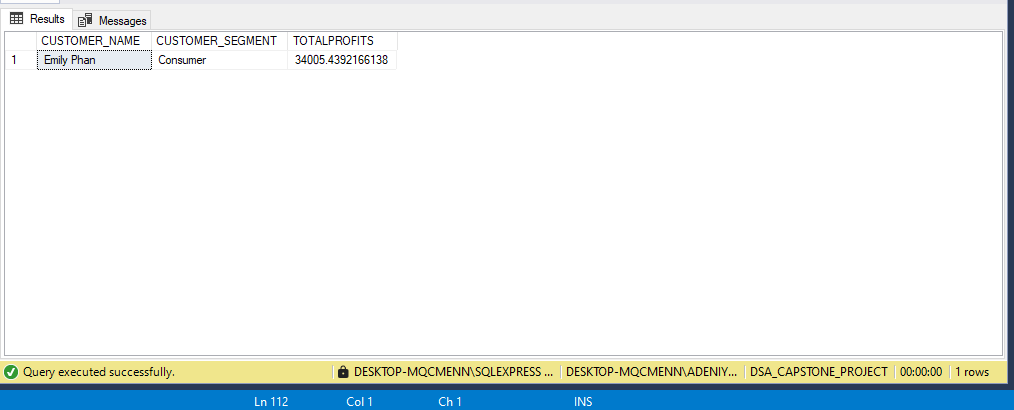 Results Messages
CUSTOMER_NAME CUSTOMER_SEGMENT TOTALPROFITS
1 Emily Phan Consumer 34005.4392166138
Query executed successfully. DESKTOP-MQCMENN\SQLEXPRESS ... DESKTOP-MQCMENN\ADENIY... DSA_CAPSTONE_PROJECT 00:00:00 1 rows
Ln 112 Col 1 Ch 1 INS